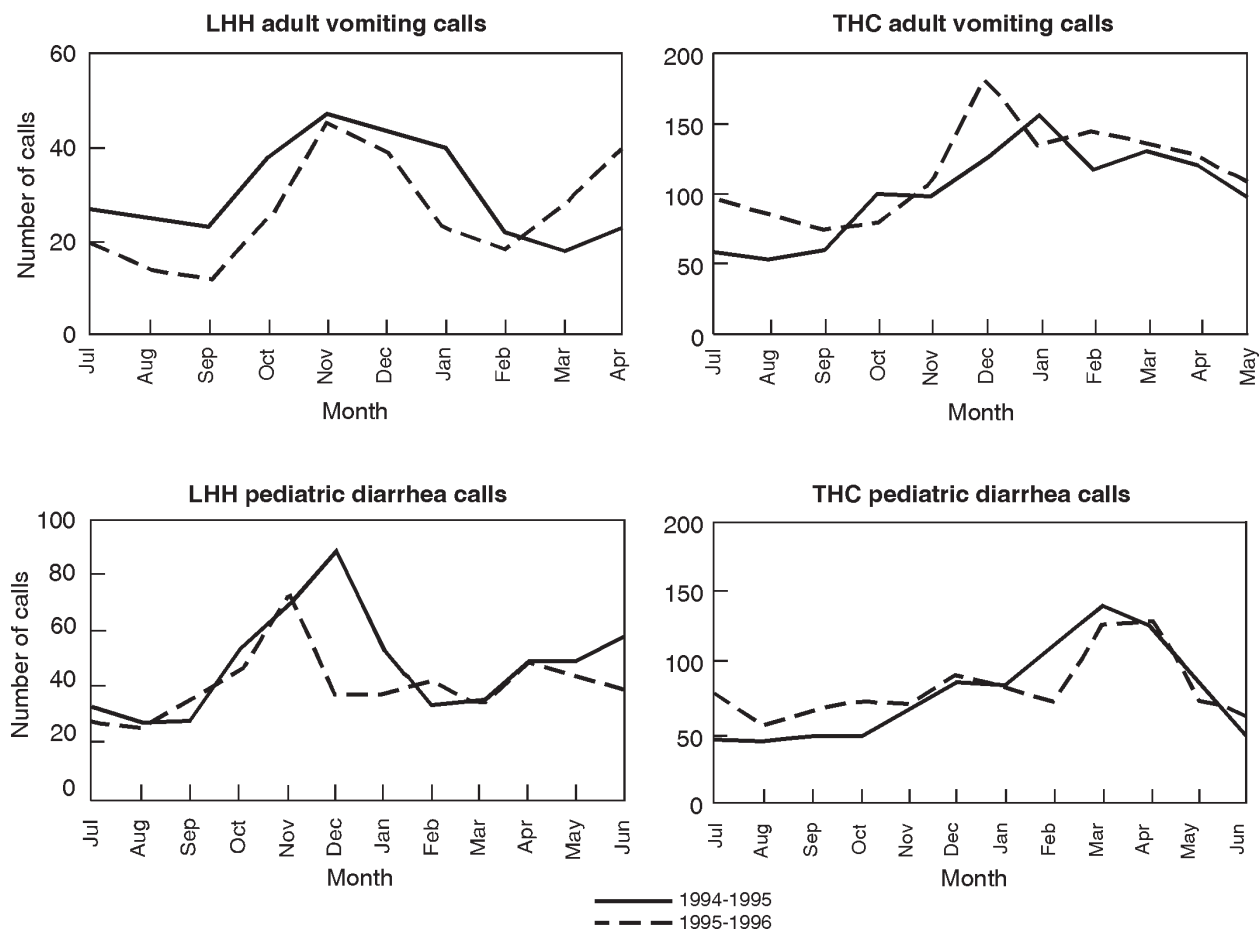 LHH adult vomiting calls
60
40
20
0
Number of calls
Jul
Aug
Sep
Oct
Nov
Dec
Jan
Feb
Mar
Apr
Month
THC adult vomiting calls
200
150
100
50
0
Jul
Aug
Sep
Oct
Nov
Dec
Jan
Feb
Mar
Apr
May
Month
LHH pediatric diarrhea calls
100
80
60
40
20
0
Number of calls
Jul
Aug
Sep
Oct
Nov
Dec
Jan
Feb
Mar
Apr
May
Jun
Month
THC pediatric diarrhea calls
200
150
100
50
0
Jul
Aug
Sep
Oct
Nov
Dec
Jan
Feb
Mar
Apr
May
Jun
Month
1994-1995
1995-1996